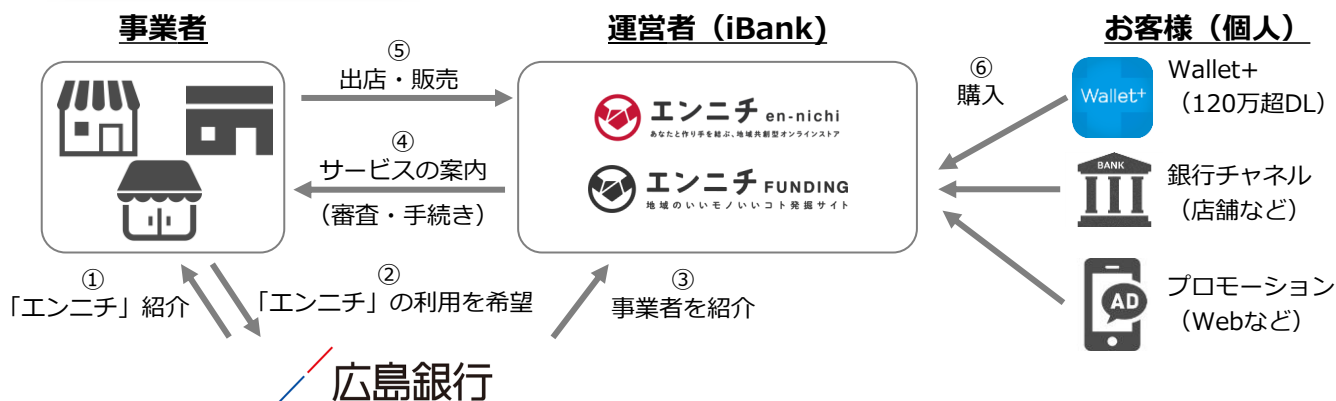 事業者
運営者（iBank)
お客様（個人）
⑤
出店・販売
④
サービスの案内
（審査・手続き）
エンニチ en-nichi
あなたと作り手を結ぶ、地域共創型オンラインストア
エンニチ FUNDING
地域のいいモノいいコト発掘サイト
⑥
購入
Wallet+
Wallet+
（120万超DL）
BANK
銀行チャネル
（店舗など）
AD
プロモーション
（Webなど）
①
「エンニチ」紹介
②
「エンニチ」の利用を希望
③
事業者を紹介
広島銀行